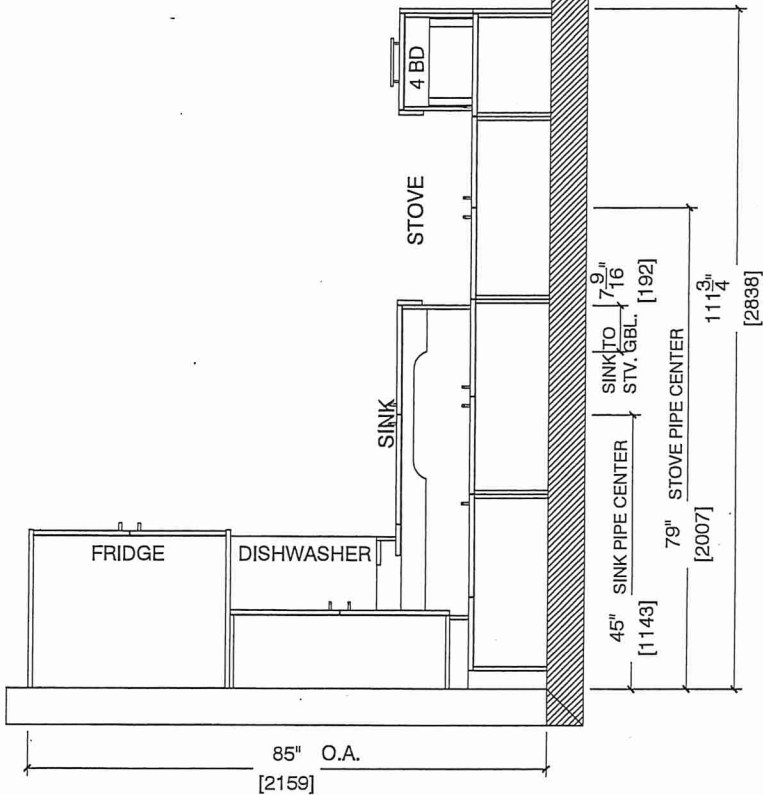 4 BD
STOVE
SINK
FRIDGE
DISHWASHER
7 9/16"
[192]
SINK TO
STV. GBL.
45" SINK PIPE CENTER
[1143]
79" STOVE PIPE CENTER
[2007]
111 3/4"
[2838]
85" O.A.
[2159]